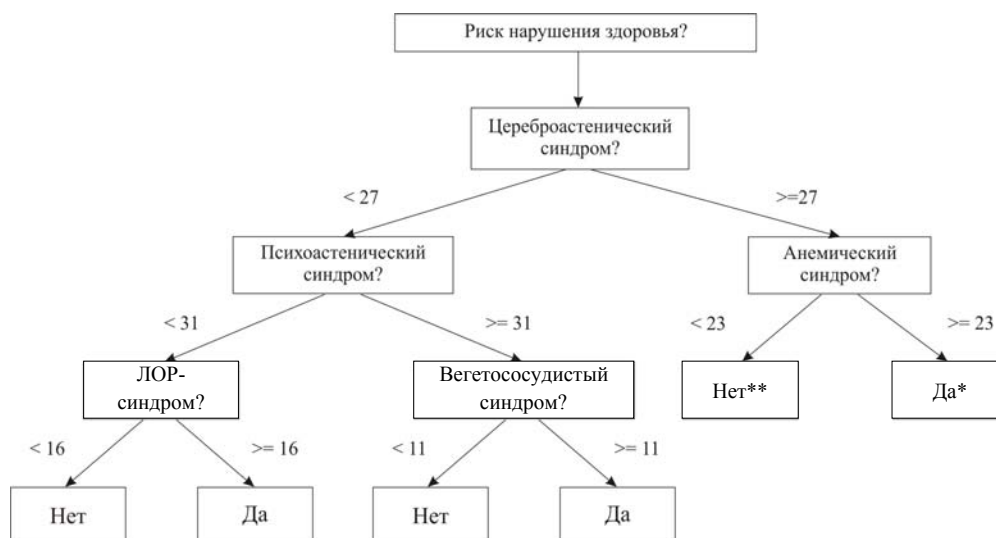 Риск нарушения здоровья?
Цереброастенический
синдром?
< 27
>=27
Психоастенический
синдром?
Анемический
синдром?
< 31
>= 31
< 23
>= 23
ЛОР-
синдром?
Вегетососудистый
синдром?
Нет**
Да*
< 16
>= 16
< 11
>= 11
Нет
Да
Нет
Да